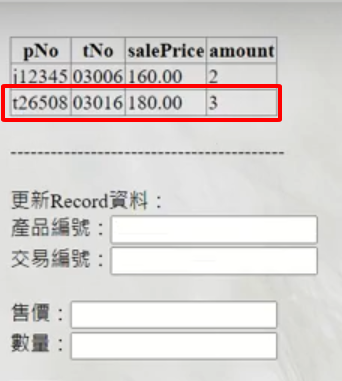 pNo tNo salePrice amount
j12345 03006 160.00 2
t26508 03016 180.00 3
-----------------------------------------
更新Record資料：
產品編號：
交易編號：
售價：
數量：